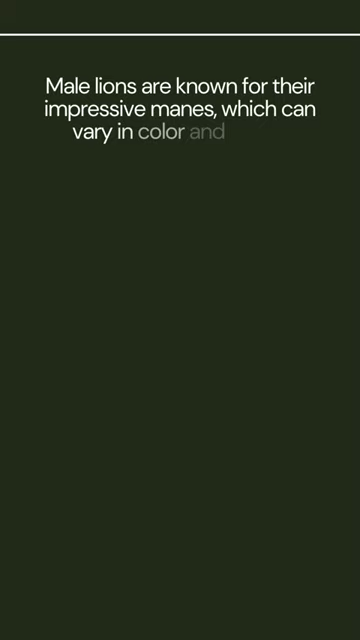 Male lions are known for their
impressive manes, which can
vary in color and